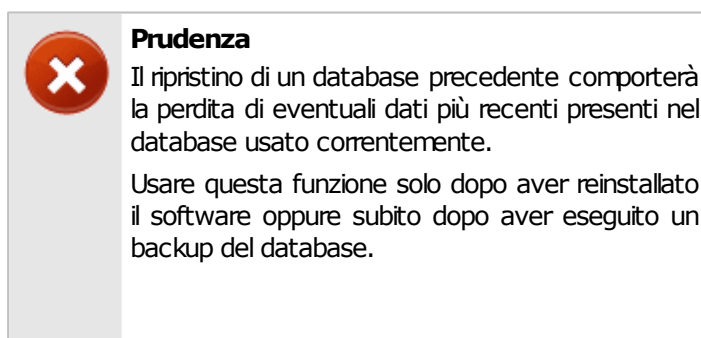 Prudenza
Il ripristino di un database precedente comporterà
la perdita di eventuali dati più recenti presenti nel
database usato correntemente.
Usare questa funzione solo dopo aver reinstallato
il software oppure subito dopo aver eseguito un
backup del database.